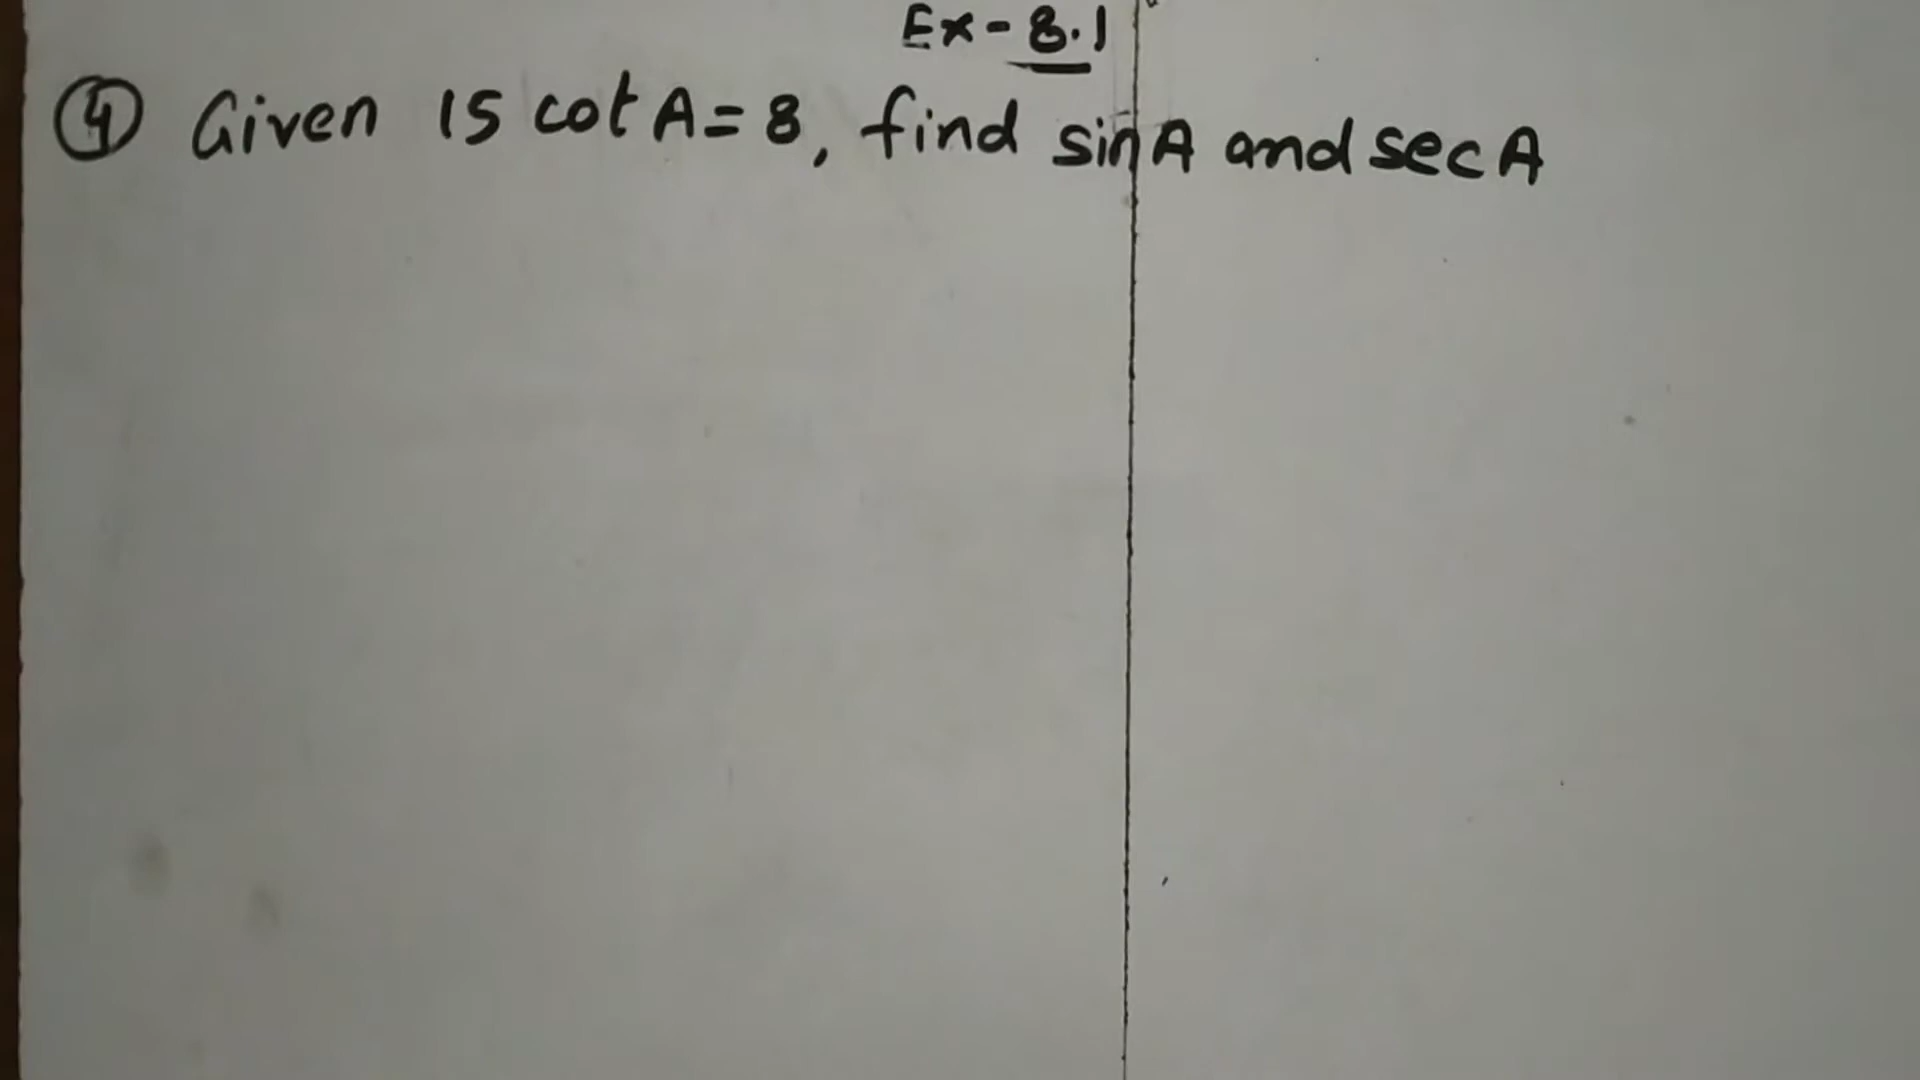 Ex - 8.1
④ Given 15 cot A = 8, find sin A and sec A